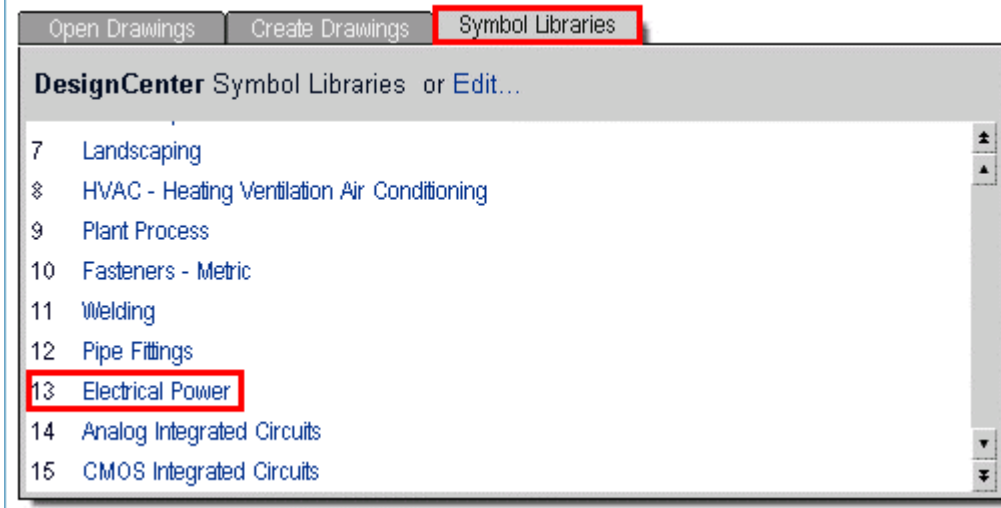 Open Drawings Create Drawings Symbol Libraries
DesignCenter Symbol Libraries or Edit...
7 Landscaping
8 HVAC - Heating Ventilation Air Conditioning
9 Plant Process
10 Fasteners - Metric
11 Welding
12 Pipe Fittings
13 Electrical Power
14 Analog Integrated Circuits
15 CMOS Integrated Circuits